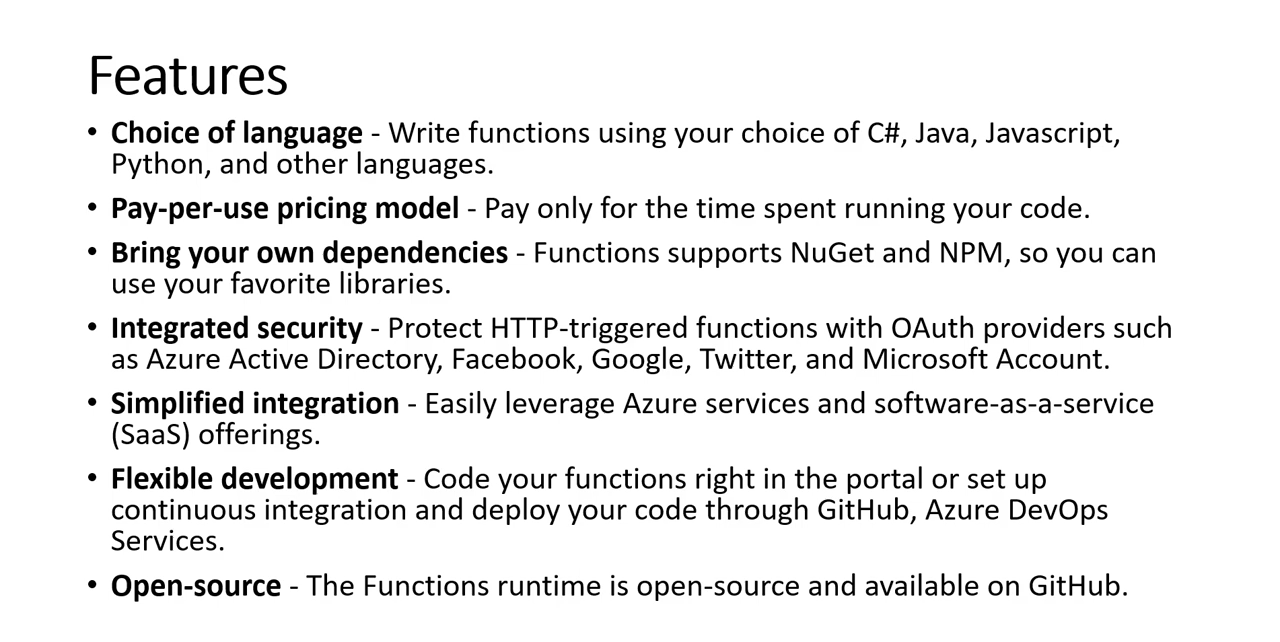 Features
• Choice of language - Write functions using your choice of C#, Java, Javascript,
Python, and other languages.
• Pay-per-use pricing model - Pay only for the time spent running your code.
• Bring your own dependencies - Functions supports NuGet and NPM, so you can
use your favorite libraries.
• Integrated security - Protect HTTP-triggered functions with OAuth providers such
as Azure Active Directory, Facebook, Google, Twitter, and Microsoft Account.
• Simplified integration - Easily leverage Azure services and software-as-a-service
(SaaS) offerings.
• Flexible development - Code your functions right in the portal or set up
continuous integration and deploy your code through GitHub, Azure DevOps
Services.
• Open-source - The Functions runtime is open-source and available on GitHub.